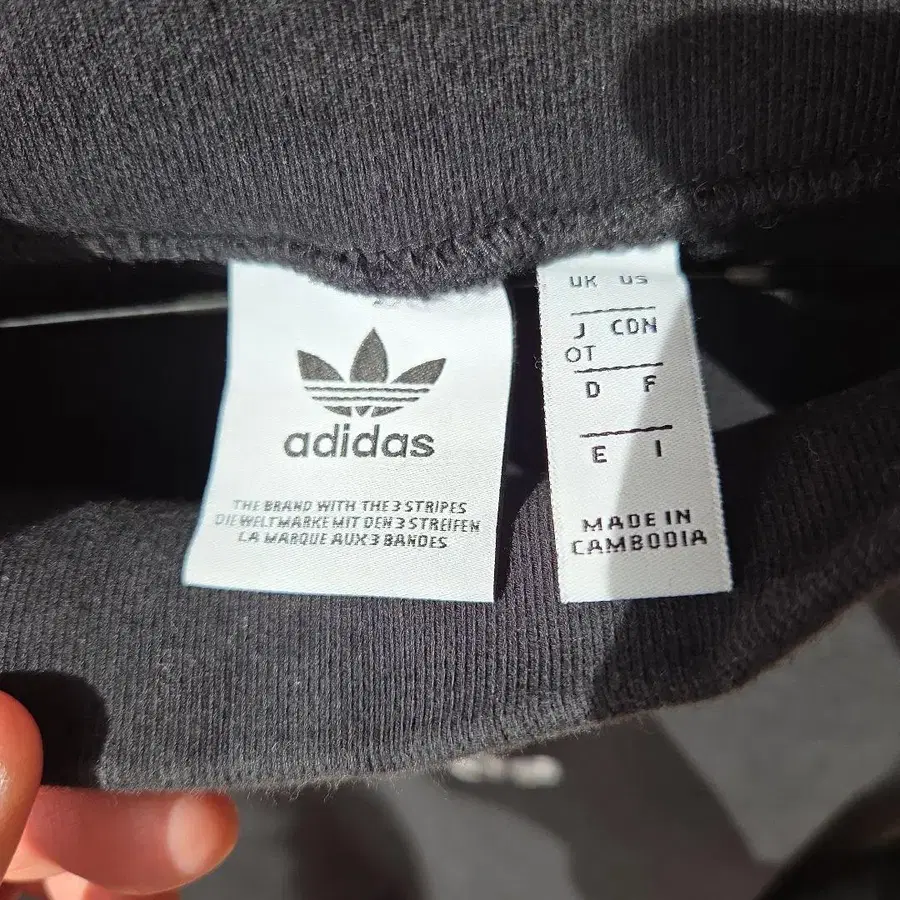 adidas
THE BRAND WITH THE 3 STRIPES
DIE WELTMARKE MIT DEN 3 STREIFEN
LA MARQUE AUX 3 BANDES
UK US
J CDN
OT
D F
E I
MADE IN
CAMBODIA